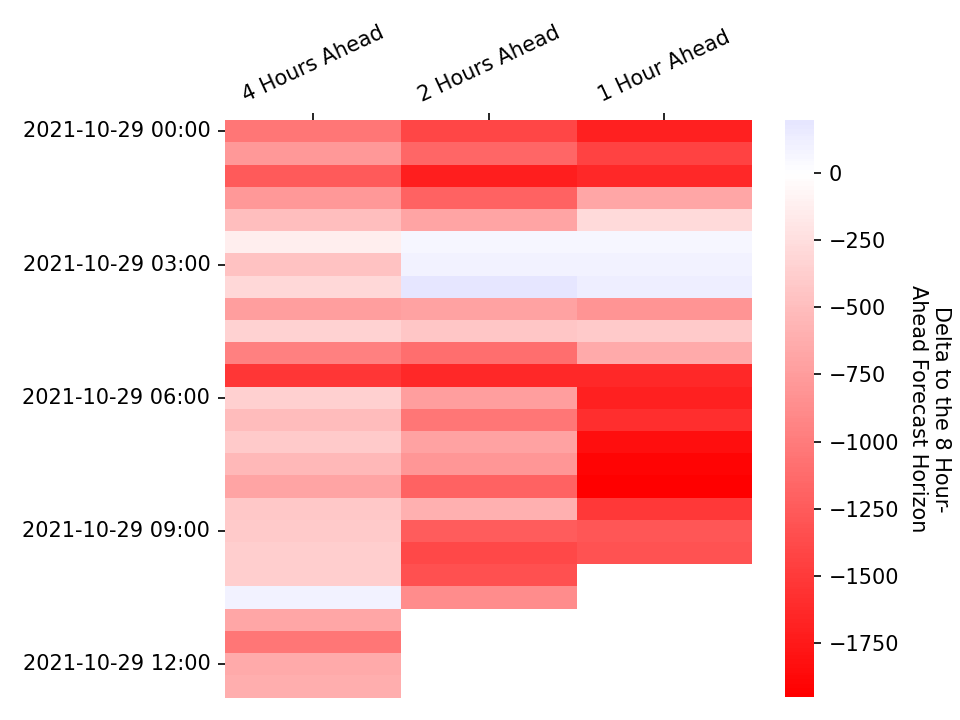 4 Hours Ahead
2 Hours Ahead
1 Hour Ahead
2021-10-29 00:00
2021-10-29 03:00
2021-10-29 06:00
2021-10-29 09:00
2021-10-29 12:00
0
−250
−500
−750
−1000
−1250
−1500
−1750
Delta to the 8 Hour-
Ahead Forecast Horizon